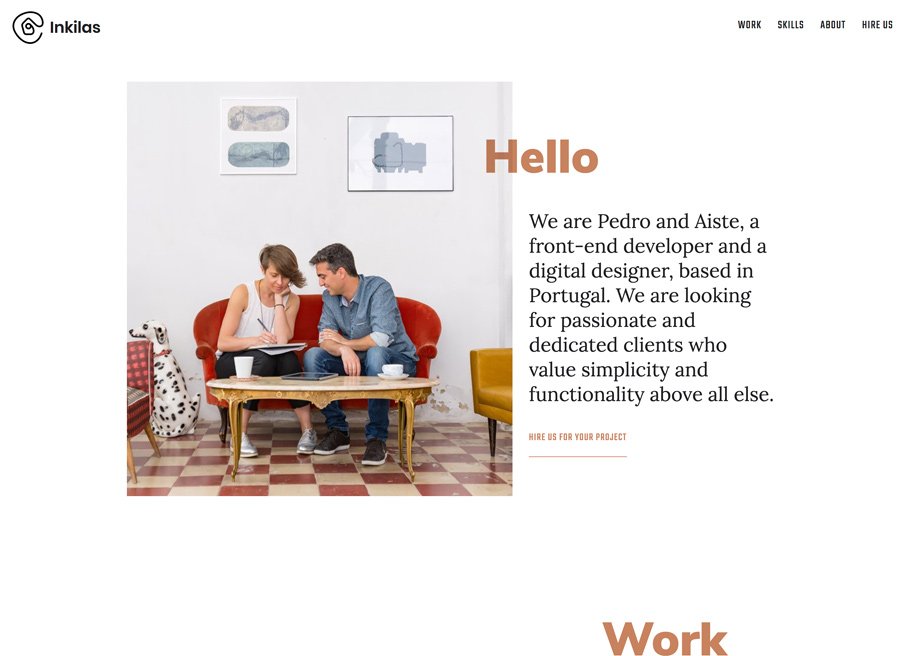 Inkilas
WORK SKILLS ABOUT HIRE US
Hello
We are Pedro and Aiste, a
front-end developer and a
digital designer, based in
Portugal. We are looking
for passionate and
dedicated clients who
value simplicity and
functionality above all else.
HIRE US FOR YOUR PROJECT
Work